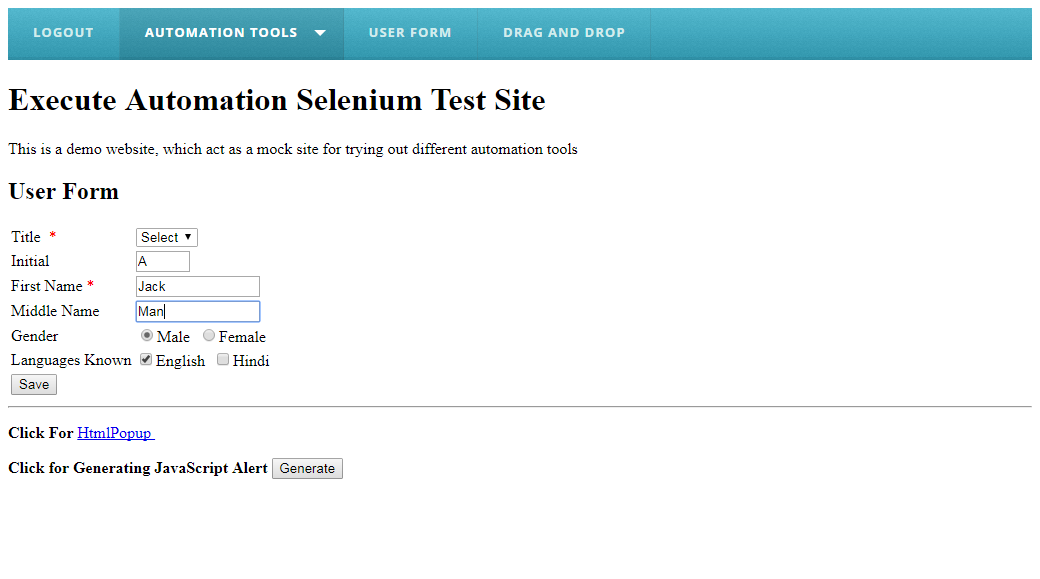 LOGOUT AUTOMATION TOOLS USER FORM DRAG AND DROP
Execute Automation Selenium Test Site
This is a demo website, which act as a mock site for trying out different automation tools
User Form
Title * Select
Initial A
First Name * Jack
Middle Name Man
Gender Male Female
Languages Known English Hindi
Save
Click For HtmlPopup
Click for Generating JavaScript Alert Generate